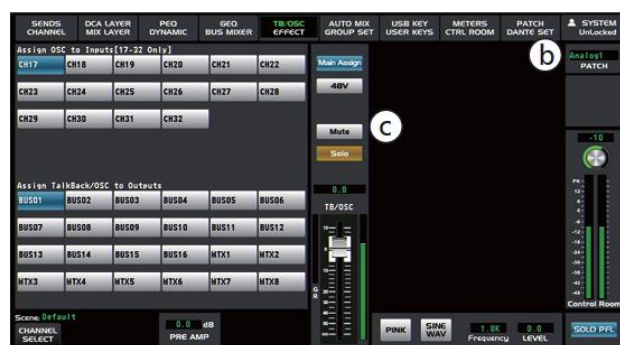 SENDS DCA LAYER PEQ GEQ TB/OSC AUTO MIX USB KEY METERS PATCH SYSTEM
CHANNEL MIX LAYER DYNAMIC BUS MIXER EFFECT GROUP SET USER KEYS CTRL ROOM DANTE SET UnLocked
Assign OSC to Inputs[17-32 Only]
b
Analog1
PATCH
CH17 CH18 CH19 CH20 CH21 CH22
Main Assign
CH23 CH24 CH25 CH26 CH27 CH28
48V
CH29 CH30 CH31 CH32
Mute
c
-10
Solo
Assign TalkBack/OSC to Outputs
0.0
TB/OSC
BUS01 BUS02 BUS03 BUS04 BUS05 BUS06
BUS07 BUS08 BUS09 BUS10 BUS11 BUS12
BUS13 BUS14 BUS15 BUS16 MTX1 MTX2
MTX3 MTX4 MTX5 MTX6 MTX7 MTX8
GR
Control Room
Scene: Default
CHANNEL SELECT
0.0 dB
PRE AMP
PINK
SINE WAV
1.0K
Frequency
0.0
LEVEL
SOLO PFL